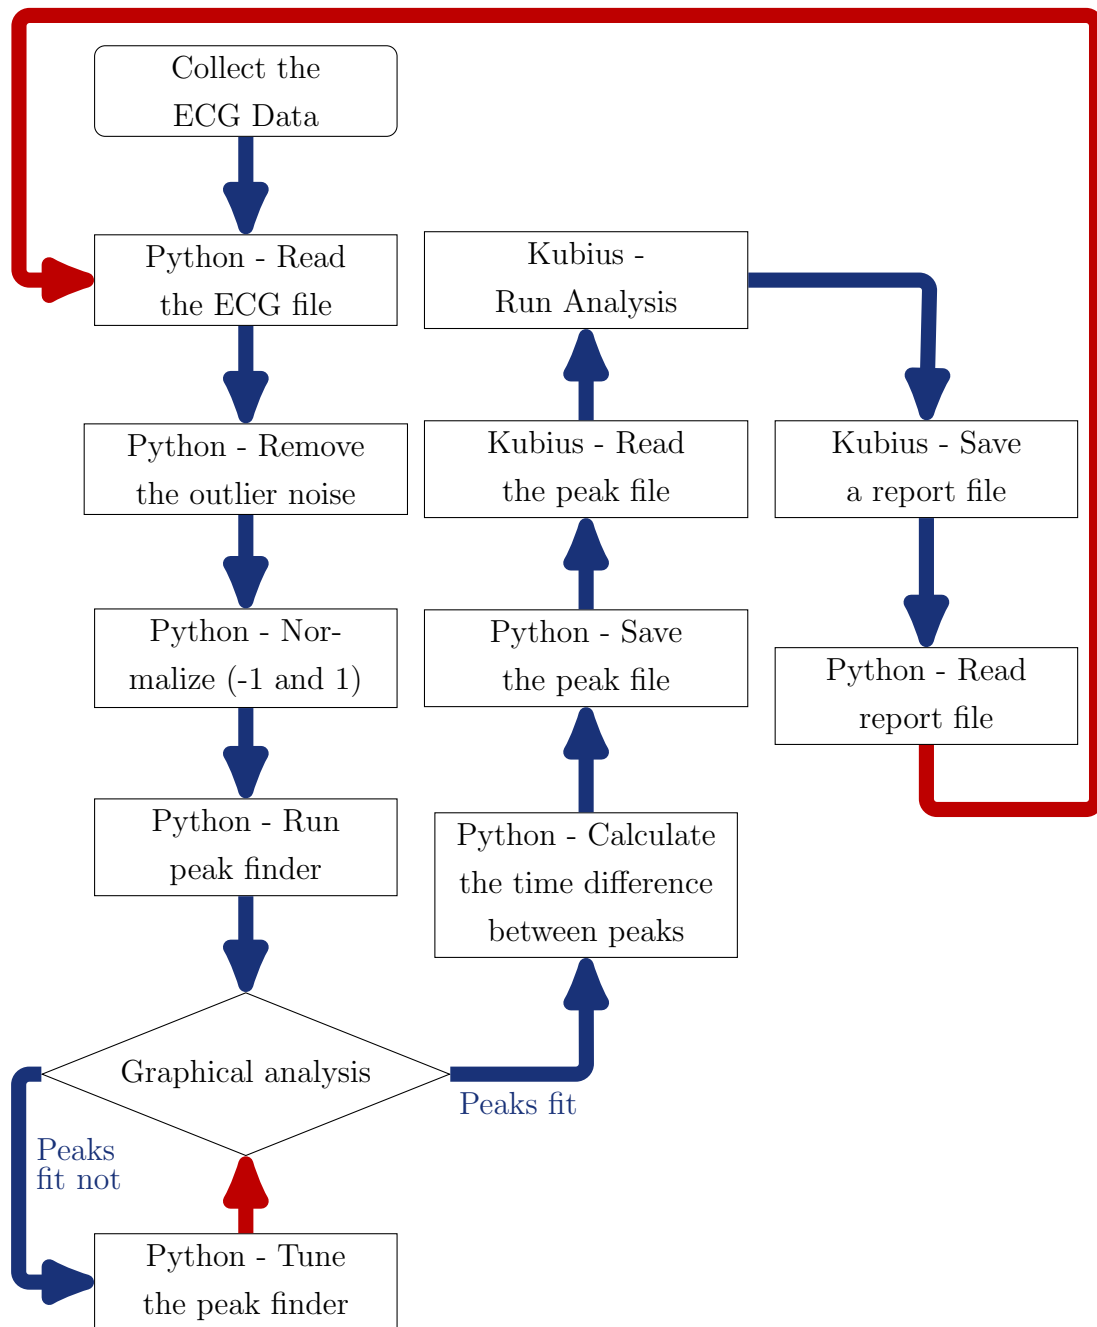 Collect the
ECG Data
Python - Read
the ECG file
Python - Remove
the outlier noise
Python - Nor-
malize (-1 and 1)
Python - Run
peak finder
Graphical analysis
Peaks
fit not
Python - Tune
the peak finder
Peaks fit
Python - Calculate
the time difference
between peaks
Python - Save
the peak file
Kubius - Read
the peak file
Kubius -
Run Analysis
Kubius - Save
a report file
Python - Read
report file